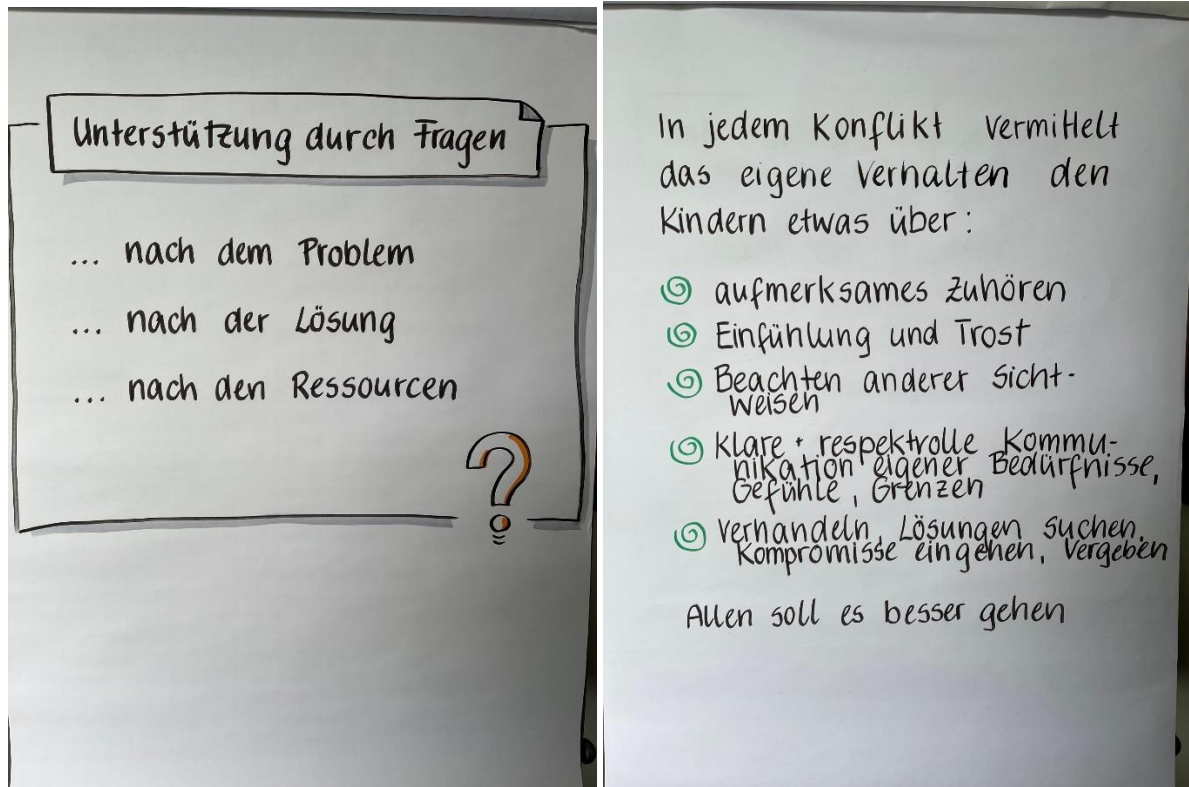 Unterstützung durch Fragen
... nach dem Problem
... nach der Lösung
... nach den Ressourcen
?
In jedem Konflikt vermittelt
das eigene Verhalten den
Kindern etwas über:
aufmerksames Zuhören
Einfühlung und Trost
Beachten anderer Sicht-
weisen
Klare + respektvolle Kommu-
nikation eigener Bedürfnisse,
Gefühle, Grenzen
Verhandeln, Lösungen suchen,
Kompromisse eingehen, Vergeben
Allen soll es besser gehen